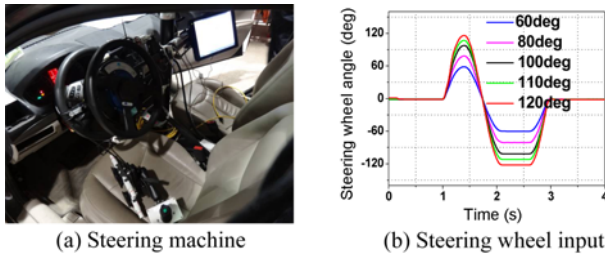 60deg
80deg
100deg
110deg
120deg
120
60
0
-60
-120
Steering wheel angle (deg)
0 1 2 3 4
Time (s)
(a) Steering machine
(b) Steering wheel input